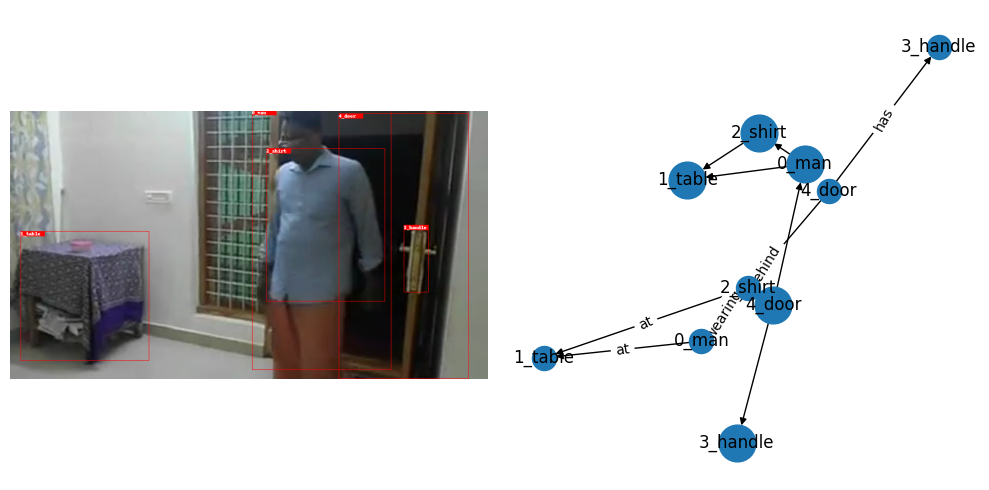 0_man
4_door
2_shirt
3_handle
1_table
3_handle
has
2_shirt
0_man
1_table
4_door
behind
2_shirt
4_door
wearing
at
0_man
at
1_table
3_handle